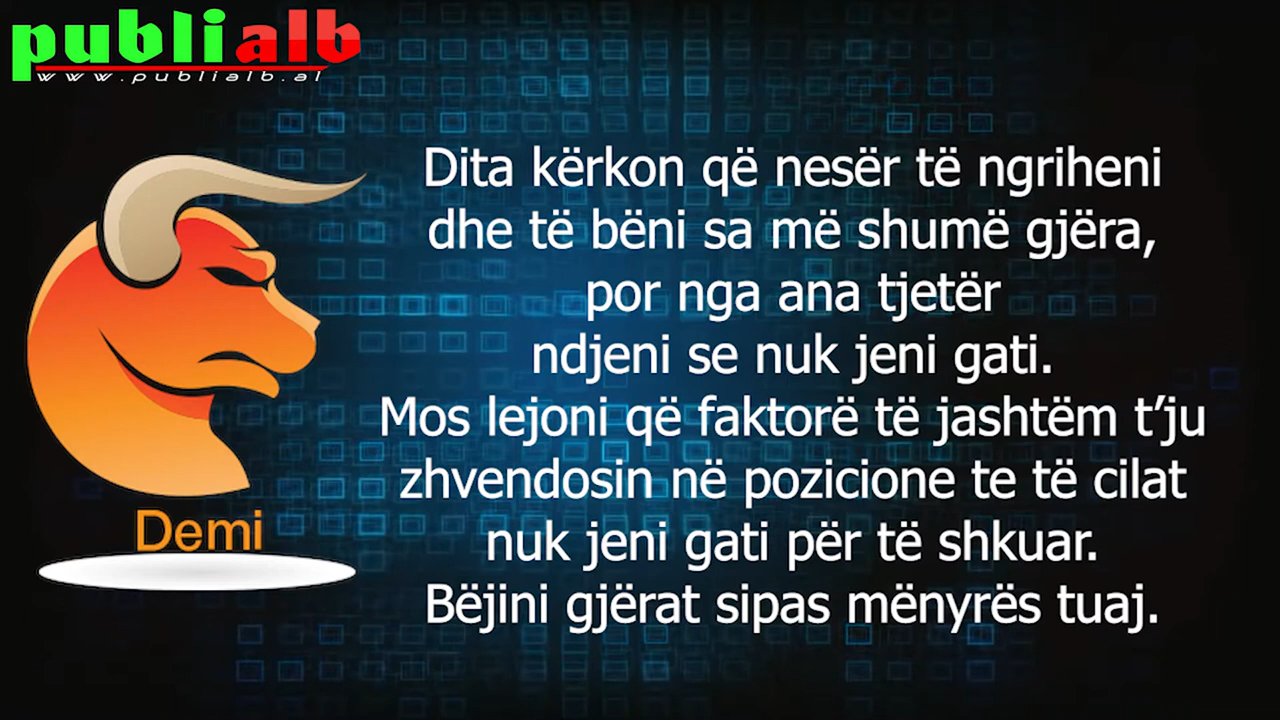 publialb
www.publialb.al
Dita kërkon që nesër të ngriheni
dhe të bëni sa më shumë gjëra,
por nga ana tjetër
ndjeni se nuk jeni gati.
Mos lejoni që faktorë të jashtëm t’ju
zhvendosin në pozicione te të cilat
nuk jeni gati për të shkuar.
Bëjini gjërat sipas mënyrës tuaj.
Demi